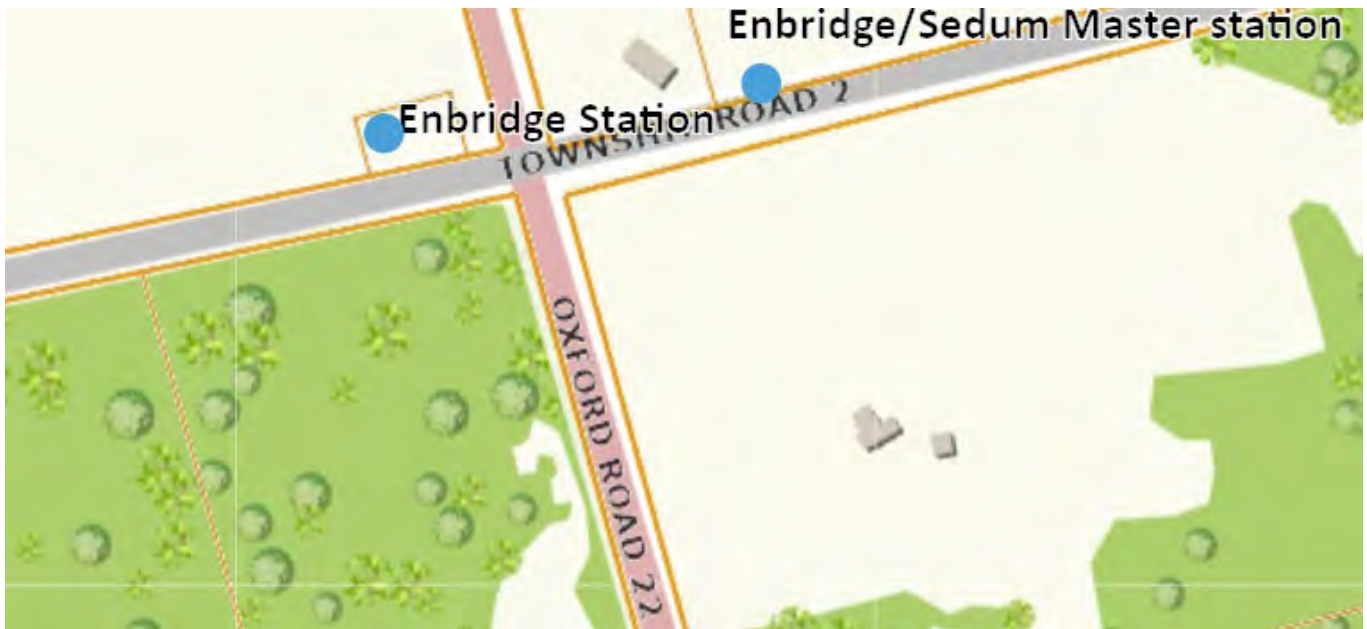 Enbridge/Sedum Master station
Enbridge Station
TOWNSHIP ROAD 2
OXFORD ROAD 22